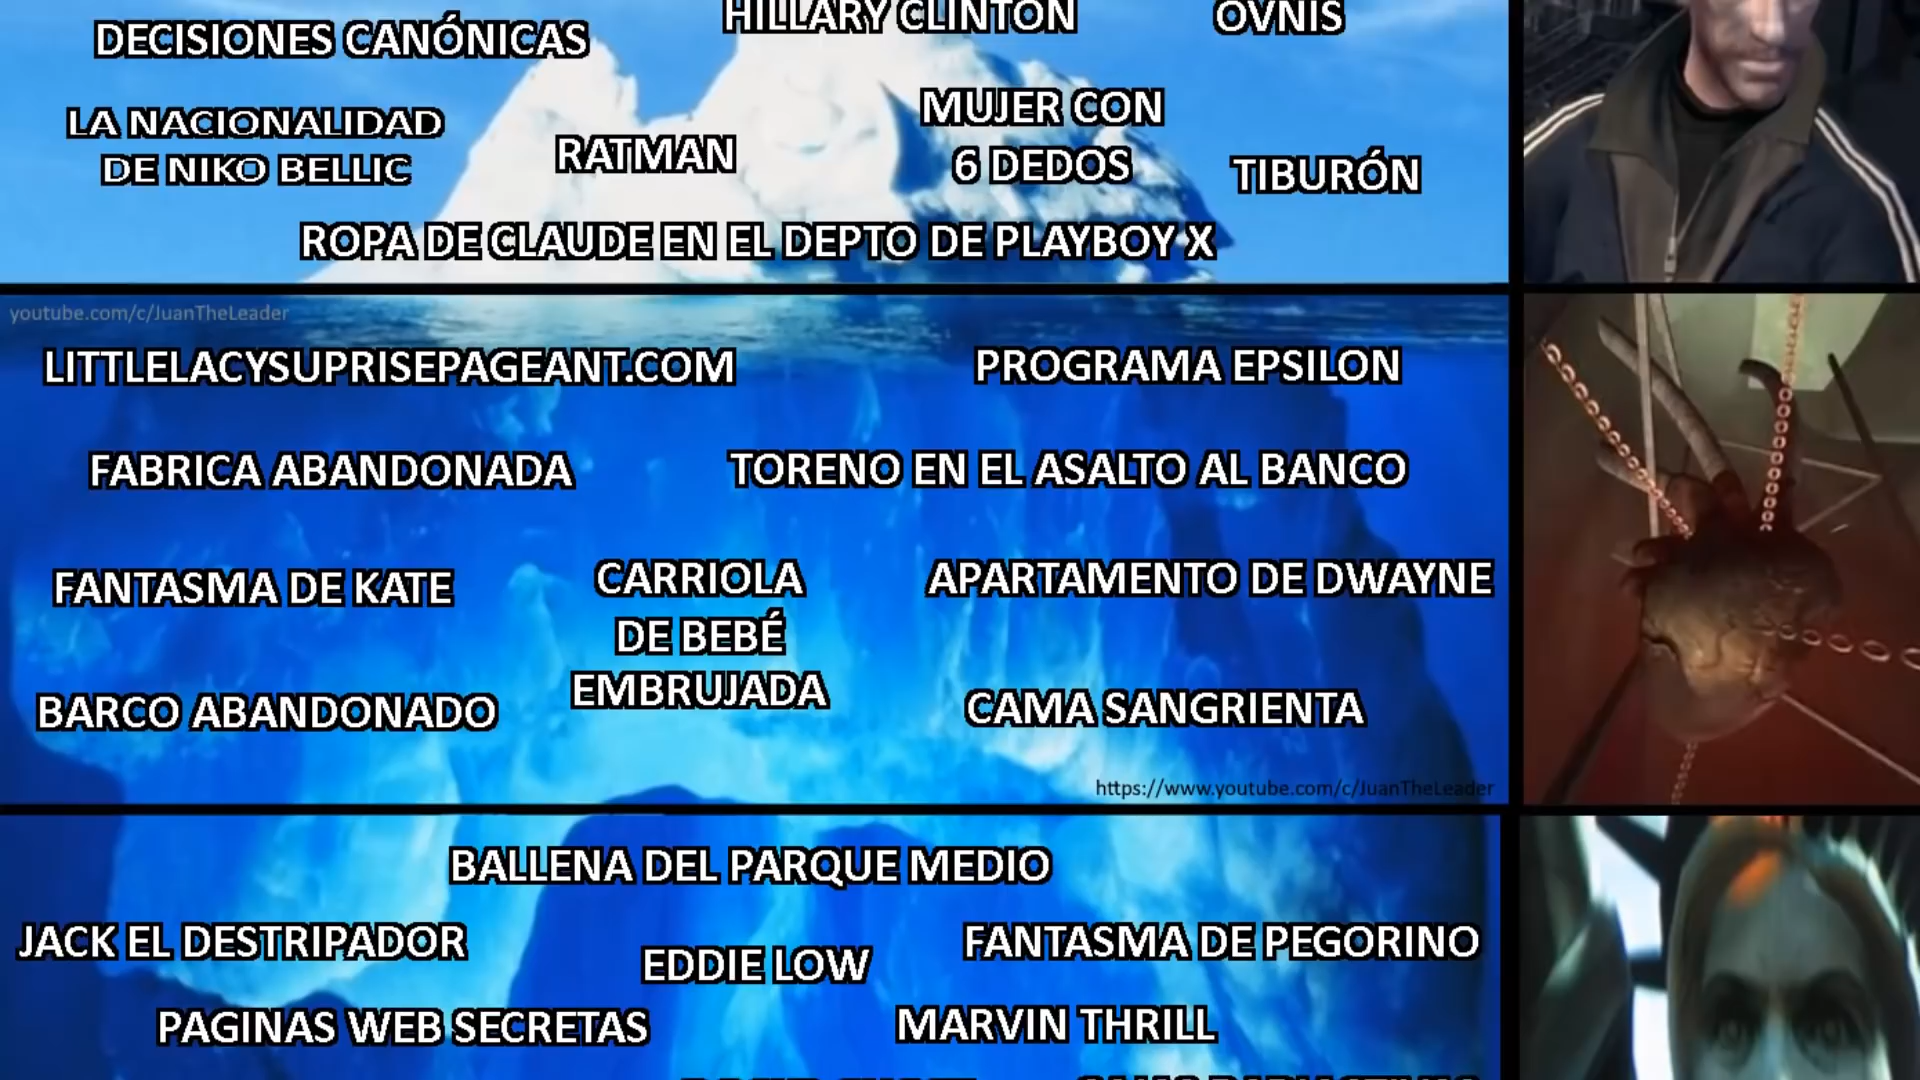 HILLARY CLINTON
OVNIS
DECISIONES CANÓNICAS
LA NACIONALIDAD
DE NIKO BELLIC
RATMAN
MUJER CON
6 DEDOS
TIBURÓN
ROPA DE CLAUDE EN EL DEPTO DE PLAYBOY X
youtube.com/c/JuanTheLeader
LITTLELACYSUPRISEPAGEANT.COM
PROGRAMA EPSILON
FABRICA ABANDONADA
TORENO EN EL ASALTO AL BANCO
FANTASMA DE KATE
CARRIOLA
DE BEBÉ
EMBRUJADA
APARTAMENTO DE DWAYNE
BARCO ABANDONADO
CAMA SANGRIENTA
https://www.youtube.com/c/JuanTheLeader
BALLENA DEL PARQUE MEDIO
JACK EL DESTRIPADOR
EDDIE LOW
FANTASMA DE PEGORINO
PAGINAS WEB SECRETAS
MARVIN THRILL